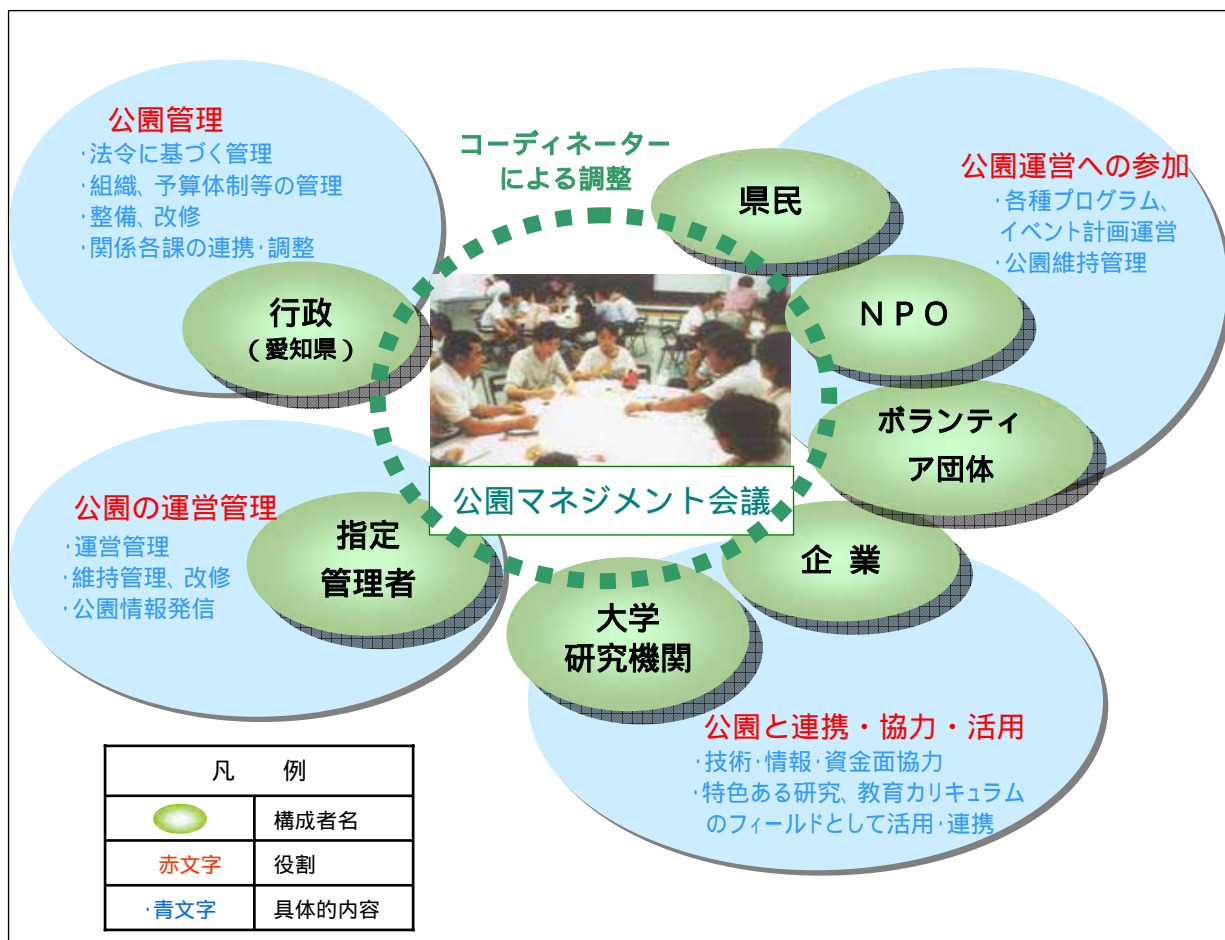 公園管理
・法令に基づく管理
・組織、予算体制等の管理
・整備、改修
・関係各課の連携・調整
行政
（愛知県）
コーディネーター
による調整
県民
ＮＰＯ
ボランティ
ア団体
公園運営への参加
・各種プログラム、
イベント計画運営
・公園維持管理
公園マネジメント会議
公園の運営管理
・運営管理
・維持管理、改修
・公園情報発信
指定
管理者
企 業
大学
研究機関
公園と連携・協力・活用
・技術・情報・資金面協力
・特色ある研究、教育カリキュラム
のフィールドとして活用・連携
凡 例
構成者名
赤文字 役割
・青文字 具体的内容